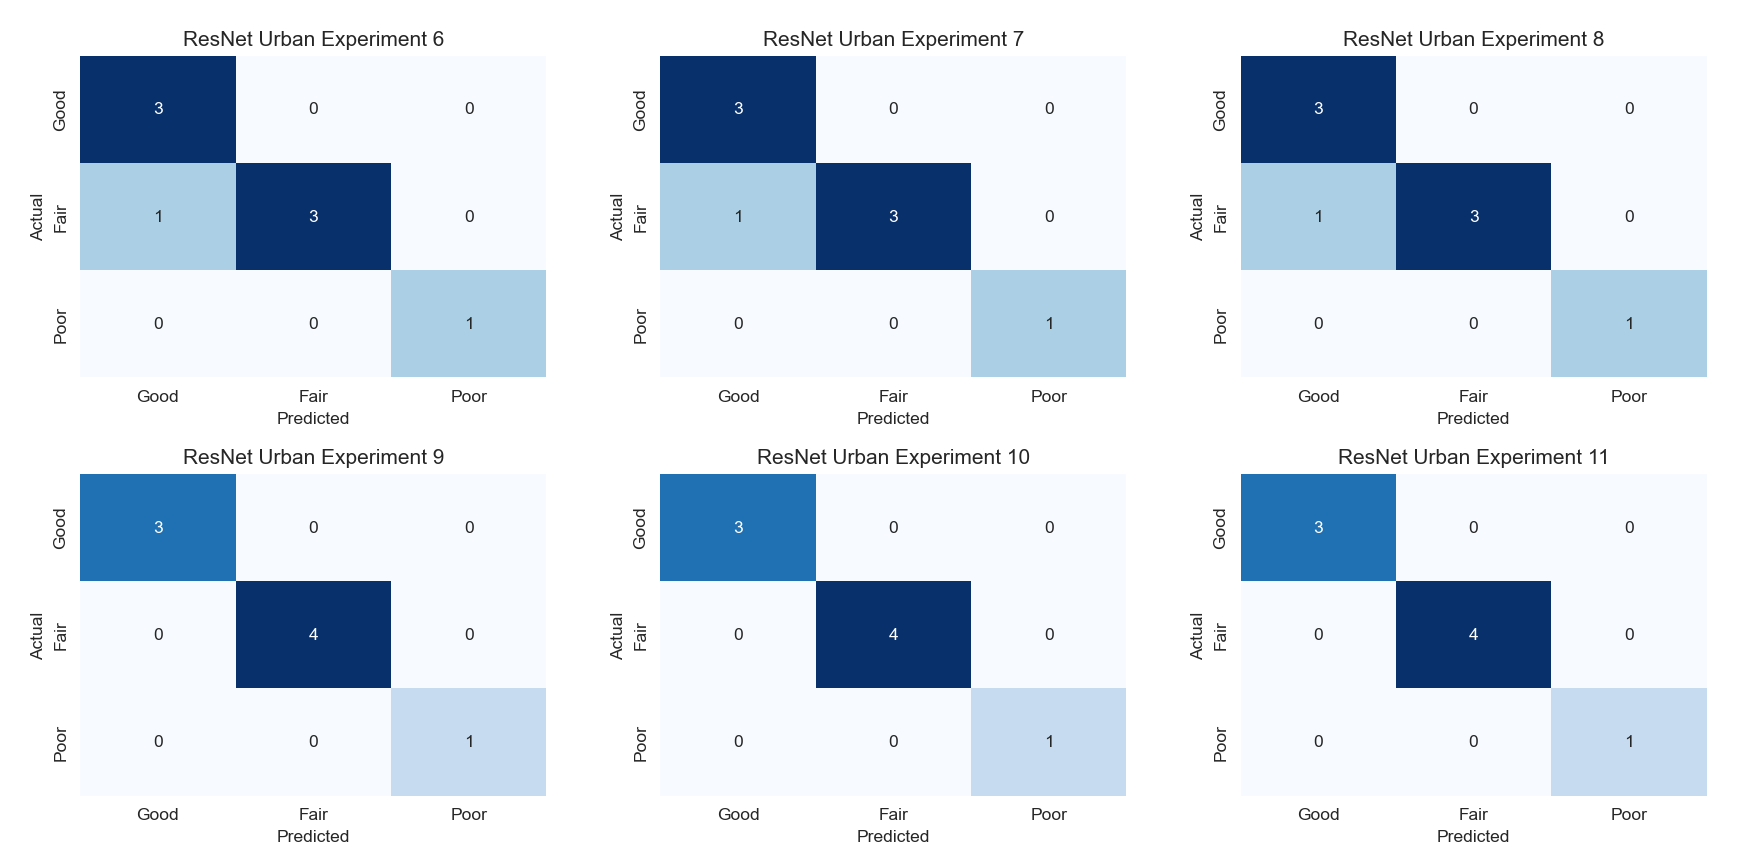 ResNet Urban Experiment 6
Good 3 0 0
Actual
Fair 1 3 0
Poor 0 0 1
Good Fair Poor
Predicted
ResNet Urban Experiment 7
Good 3 0 0
Actual
Fair 1 3 0
Poor 0 0 1
Good Fair Poor
Predicted
ResNet Urban Experiment 8
Good 3 0 0
Actual
Fair 1 3 0
Poor 0 0 1
Good Fair Poor
Predicted
ResNet Urban Experiment 9
Good 3 0 0
Actual
Fair 0 4 0
Poor 0 0 1
Good Fair Poor
Predicted
ResNet Urban Experiment 10
Good 3 0 0
Actual
Fair 0 4 0
Poor 0 0 1
Good Fair Poor
Predicted
ResNet Urban Experiment 11
Good 3 0 0
Actual
Fair 0 4 0
Poor 0 0 1
Good Fair Poor
Predicted